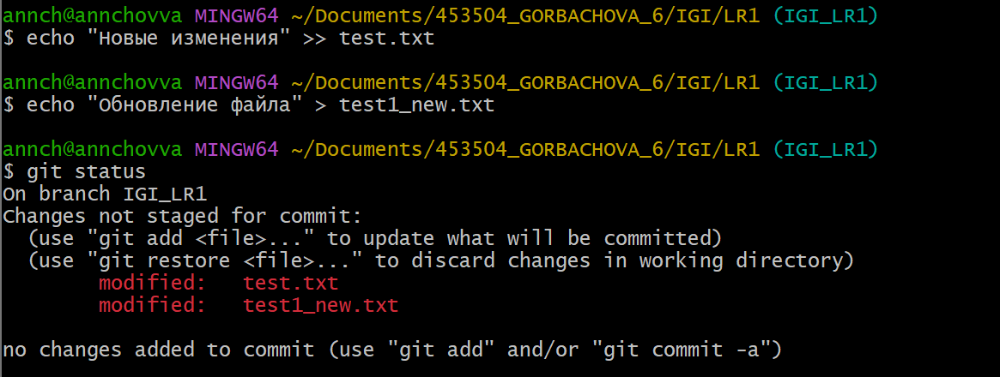 annch@annchovva MINGW64 ~/Documents/453504_GORBACHOVA_6/IGI/LR1 (IGI_LR1)
$ echo "Новые изменения" >> test.txt
annch@annchovva MINGW64 ~/Documents/453504_GORBACHOVA_6/IGI/LR1 (IGI_LR1)
$ echo "Обновление файла" > test1_new.txt
annch@annchovva MINGW64 ~/Documents/453504_GORBACHOVA_6/IGI/LR1 (IGI_LR1)
$ git status
On branch IGI_LR1
Changes not staged for commit:
  (use "git add <file>..." to update what will be committed)
  (use "git restore <file>..." to discard changes in working directory)
        modified:   test.txt
        modified:   test1_new.txt
no changes added to commit (use "git add" and/or "git commit -a")